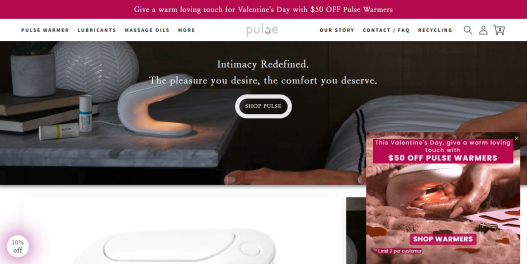 Give a warm loving touch for Valentine's Day with $50 OFF Pulse Warmers
PULSE WARMER LUBRICANTS MASSAGE OILS MORE
pulse
OUR STORY CONTACT / FAQ RECYCLING
Intimacy Redefined.
The pleasure you desire, the comfort you deserve.
SHOP PULSE
This Valentine's Day, give a warm loving
touch with
$50 OFF PULSE WARMERS
SHOP WARMERS
* Limit 2 per customer
10%
off